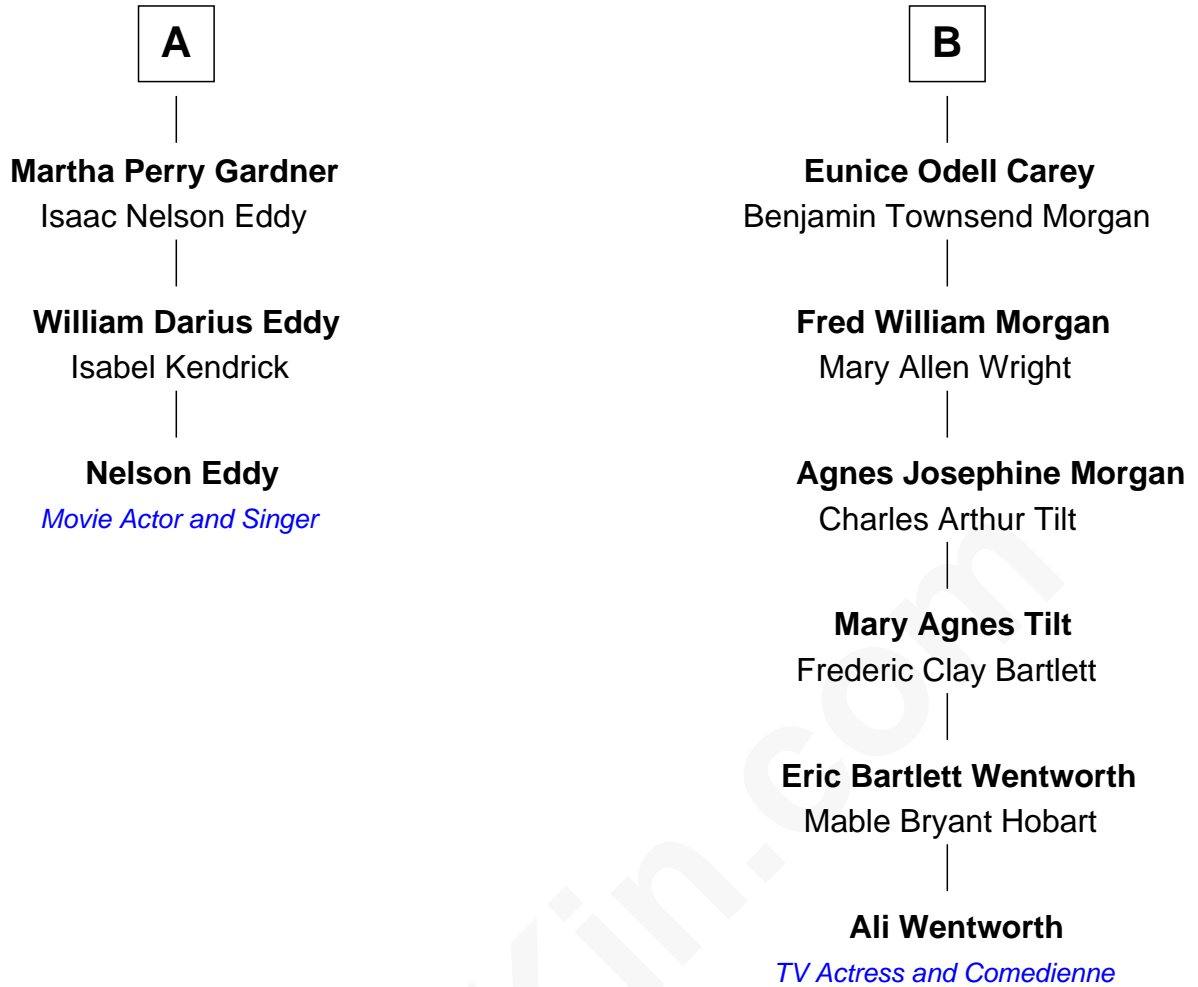 A
Martha Perry Gardner
Isaac Nelson Eddy
William Darius Eddy
Isabel Kendrick
Nelson Eddy
Movie Actor and Singer
B
Eunice Odell Carey
Benjamin Townsend Morgan
Fred William Morgan
Mary Allen Wright
Agnes Josephine Morgan
Charles Arthur Tilt
Mary Agnes Tilt
Frederic Clay Bartlett
Eric Bartlett Wentworth
Mable Bryant Hobart
Ali Wentworth
TV Actress and Comedienne